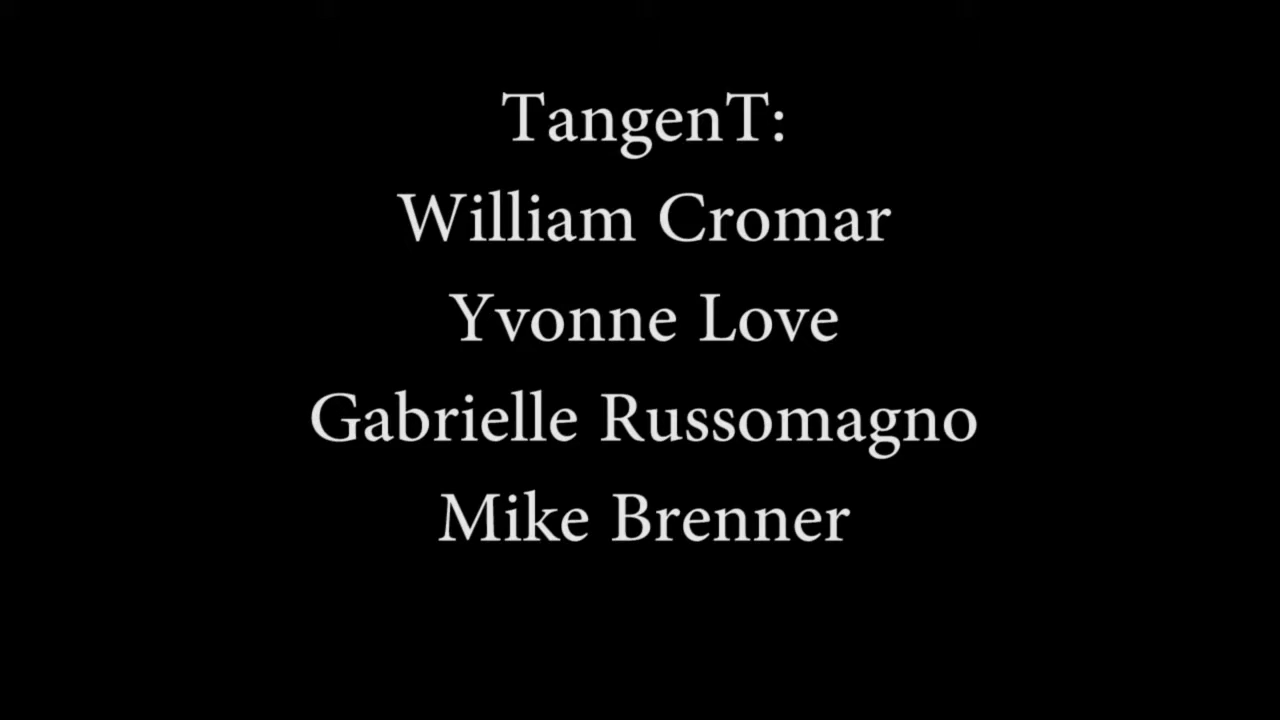 TangenT:
William Cromar
Yvonne Love
Gabrielle Russomagno
Mike Brenner